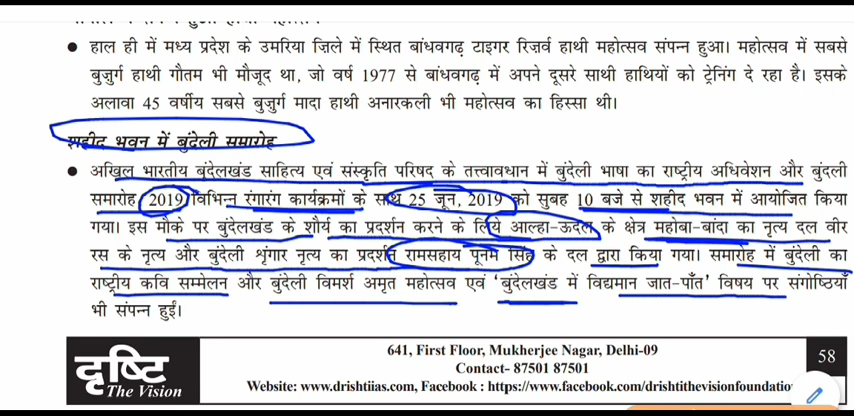 ● हाल ही में मध्य प्रदेश के उमरिया ज़िले में स्थित बांधवगढ़ टाइगर रिज़र्व हाथी महोत्सव संपन्न हुआ। महोत्सव में सबसे
बुज़ुर्ग हाथी गौतम भी मौजूद था, जो वर्ष 1977 से बांधवगढ़ में अपने दूसरे साथी हाथियों को ट्रेनिंग दे रहा है। इसके
अलावा 45 वर्षीय सबसे बुज़ुर्ग मादा हाथी अनारकली भी महोत्सव का हिस्सा थी।
शहीद भवन में बुंदेली समारोह
● अखिल भारतीय बुंदेलखंड साहित्य एवं संस्कृति परिषद के तत्त्वावधान में बुंदेली भाषा का राष्ट्रीय अधिवेशन और बुंदेली
समारोह (2019) विभिन्न रंगारंग कार्यक्रमों के साथ 25 जून, 2019 को सुबह 10 बजे से शहीद भवन में आयोजित किया
गया। इस मौके पर बुंदेलखंड के शौर्य का प्रदर्शन करने के लिये आल्हा-ऊदल के क्षेत्र महोबा-बांदा का नृत्य दल वीर
रस के नृत्य और बुंदेली शृंगार नृत्य का प्रदर्शन रामसहाय पूनम सिंह के दल द्वारा किया गया। समारोह में बुंदेली का
राष्ट्रीय कवि सम्मेलन और बुंदेली विमर्श अमृत महोत्सव एवं ‘बुंदेलखंड में विद्यमान जात-पाँत’ विषय पर संगोष्ठियाँ
भी संपन्न हुईं।
दृष्टि
The Vision
641, First Floor, Mukherjee Nagar, Delhi-09
Contact- 87501 87501
Website: www.drishtiias.com, Facebook : https://www.facebook.com/drishtithevisionfoundatio
58